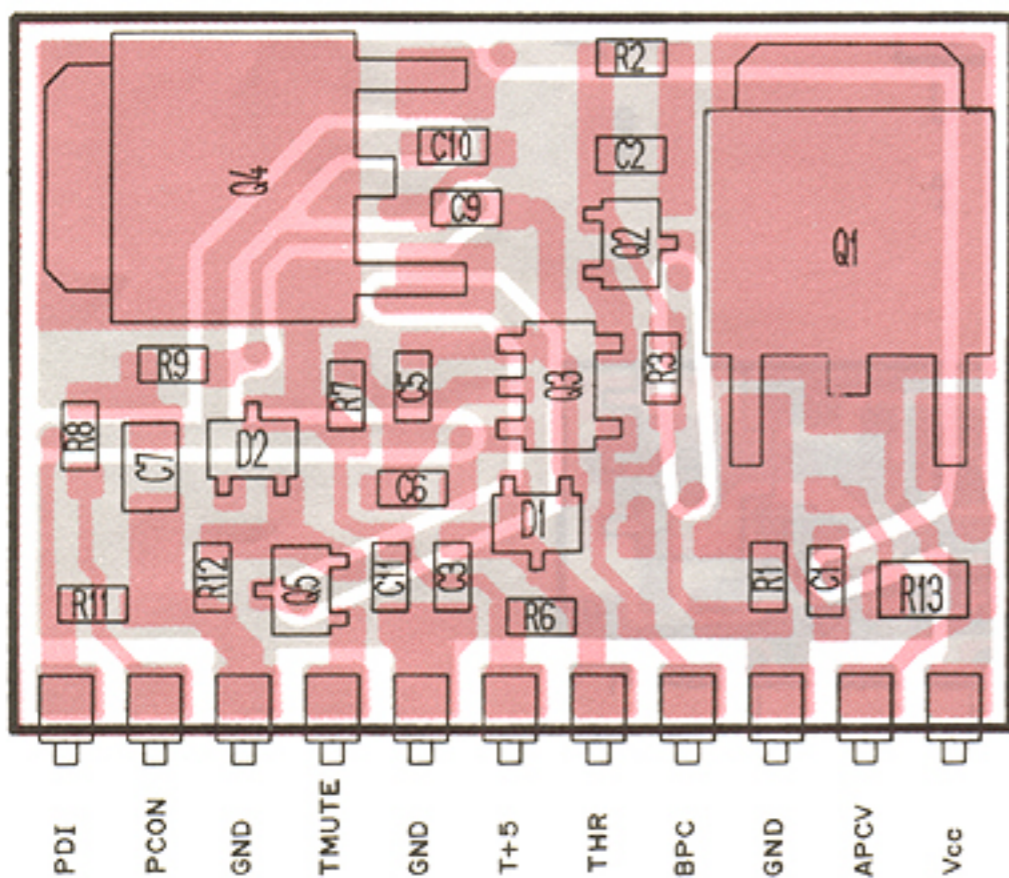 R2
C10
C2
Q4
C9
Q2
Q1
R9
R7
C5
Q3
R3
R8
C7
D2
C6
D1
R12
Q5
C11
C3
R1
C1
R11
R6
R13
PDI
PCON
GND
TMUTE
GND
T+5
THR
BPC
GND
APCV
Vcc